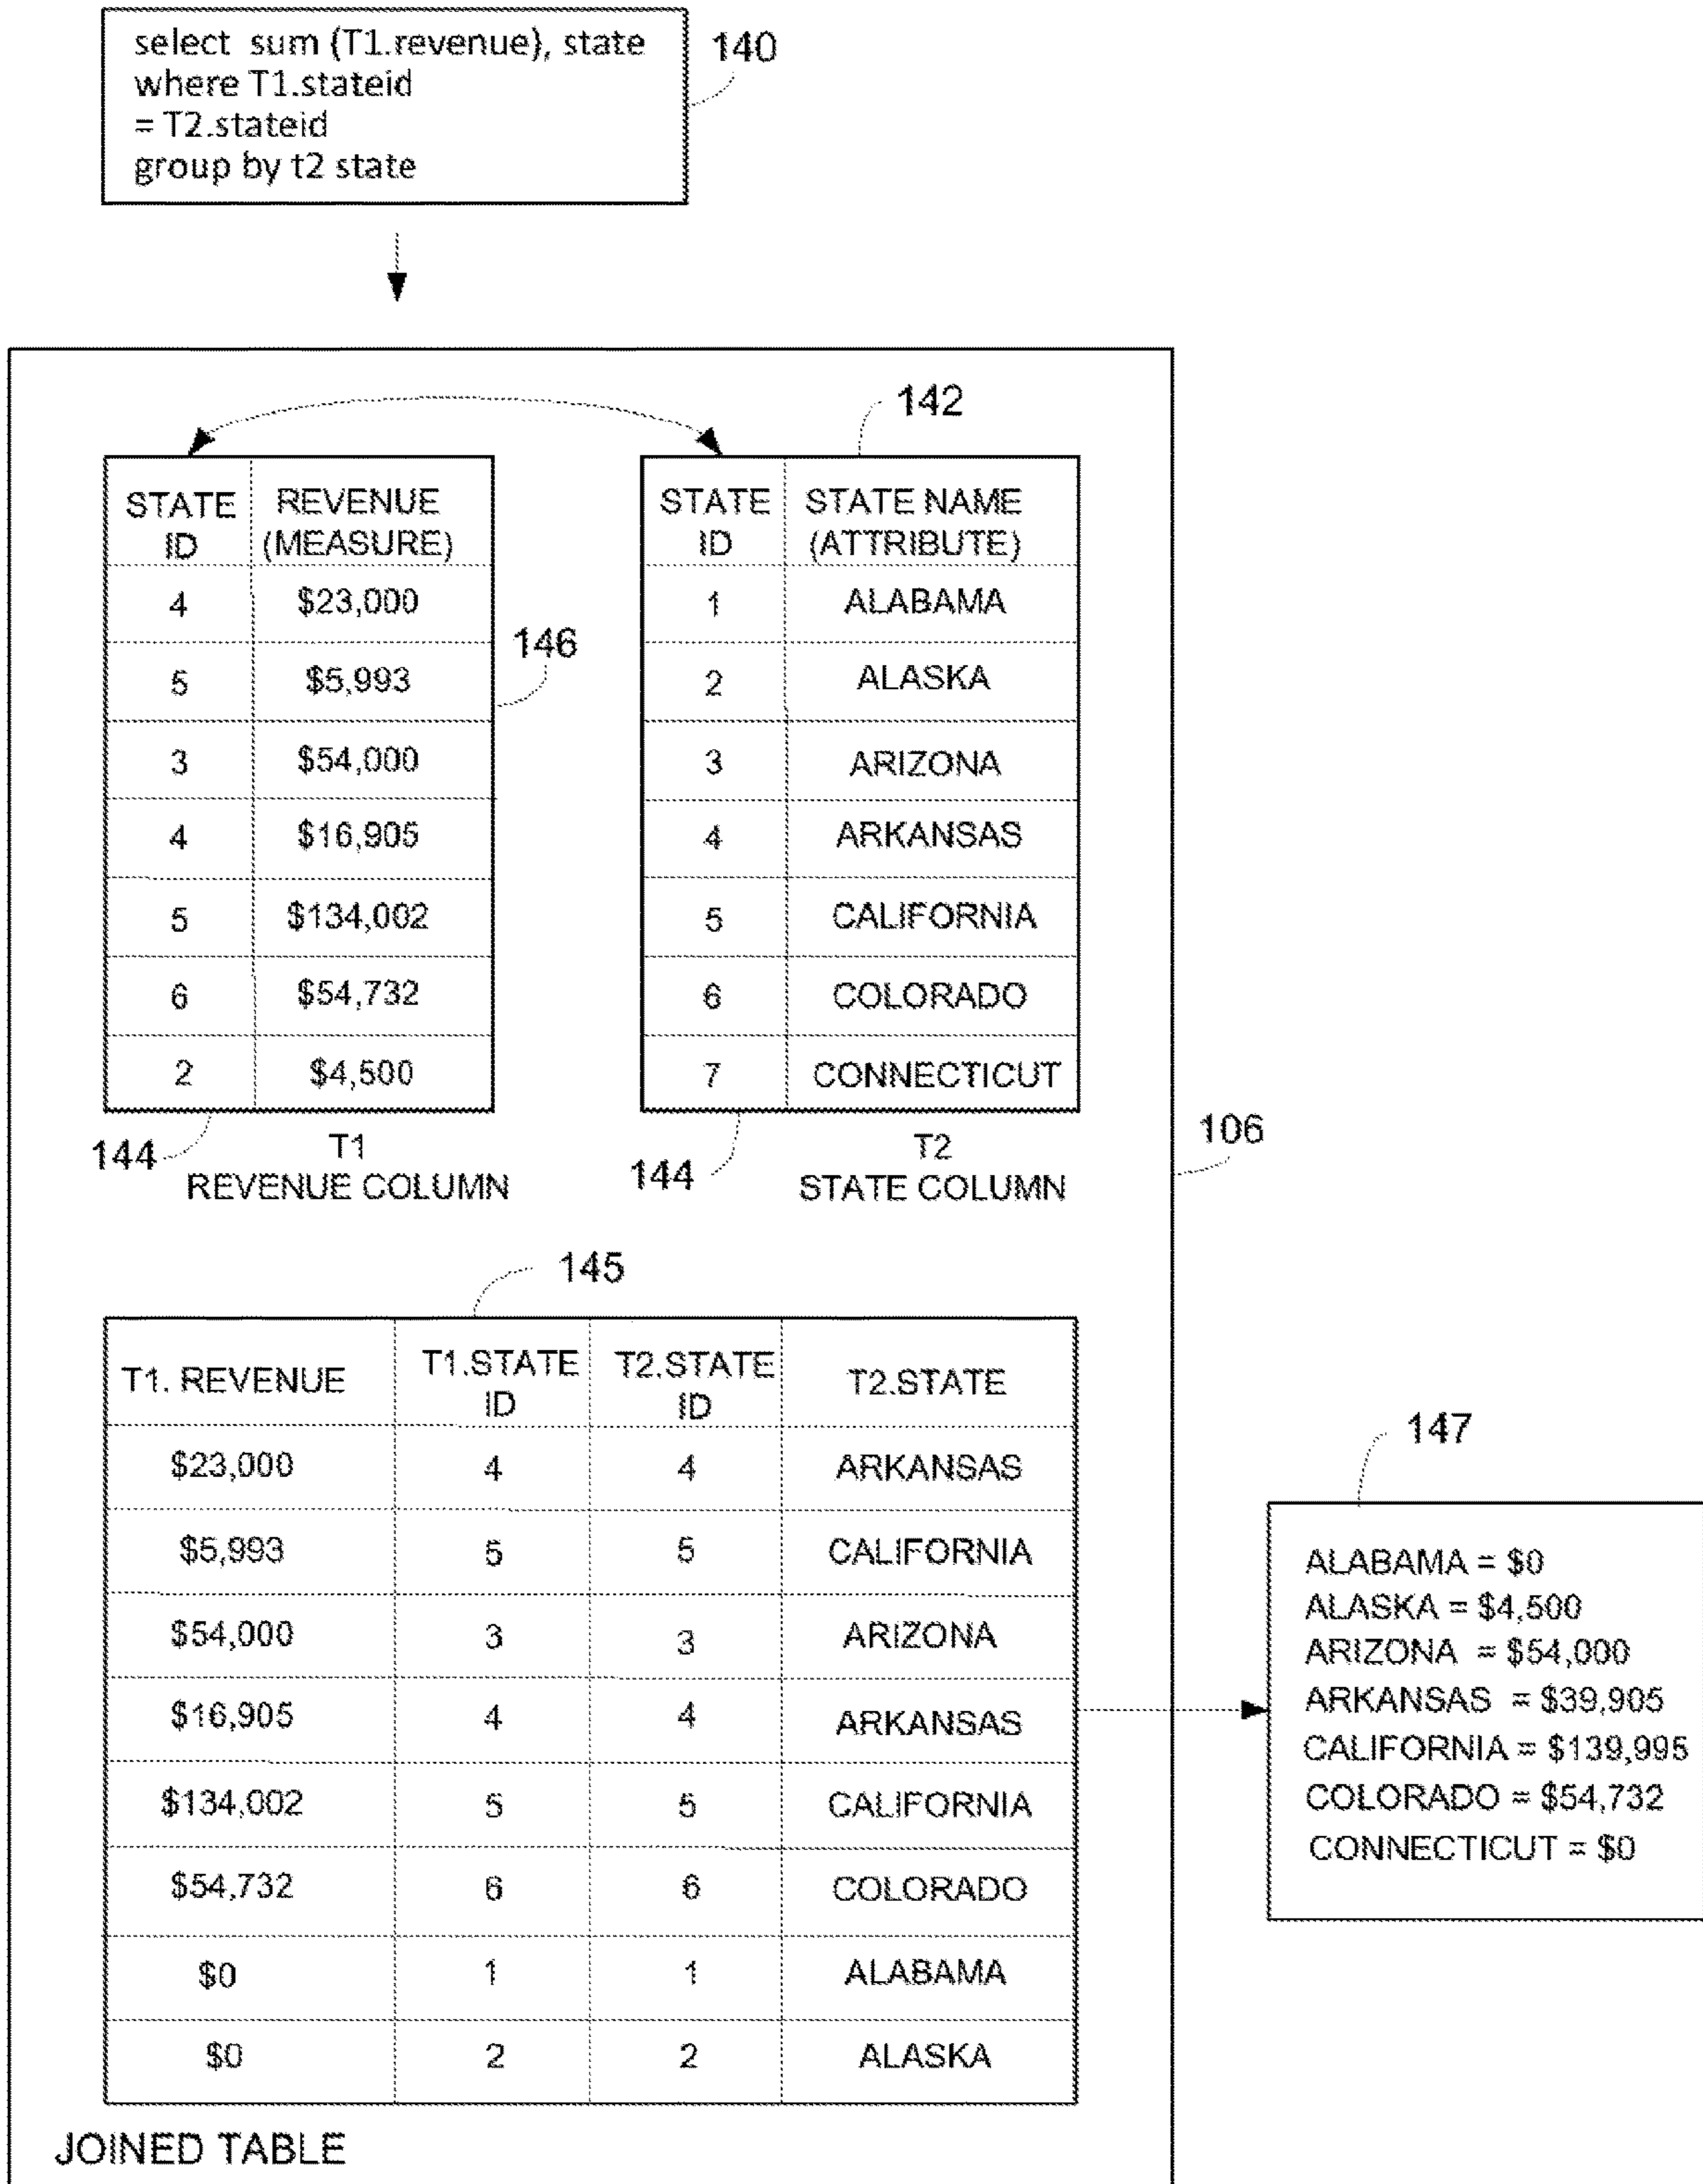 select sum (T1.revenue), state
where T1.stateid
= T2.stateid
group by t2 state
140
142
STATE ID REVENUE (MEASURE)
4 $23,000
5 $5,993
3 $54,000
4 $16,905
5 $134,002
6 $54,732
2 $4,500
146
144
T1
REVENUE COLUMN
STATE ID STATE NAME (ATTRIBUTE)
1 ALABAMA
2 ALASKA
3 ARIZONA
4 ARKANSAS
5 CALIFORNIA
6 COLORADO
7 CONNECTICUT
144
T2
STATE COLUMN
106
145
T1. REVENUE T1.STATE ID T2.STATE ID T2.STATE
$23,000 4 4 ARKANSAS
$5,993 5 5 CALIFORNIA
$54,000 3 3 ARIZONA
$16,905 4 4 ARKANSAS
$134,002 5 5 CALIFORNIA
$54,732 6 6 COLORADO
$0 1 1 ALABAMA
$0 2 2 ALASKA
JOINED TABLE
147
ALABAMA = $0
ALASKA = $4,500
ARIZONA = $54,000
ARKANSAS = $39,905
CALIFORNIA = $139,995
COLORADO = $54,732
CONNECTICUT = $0